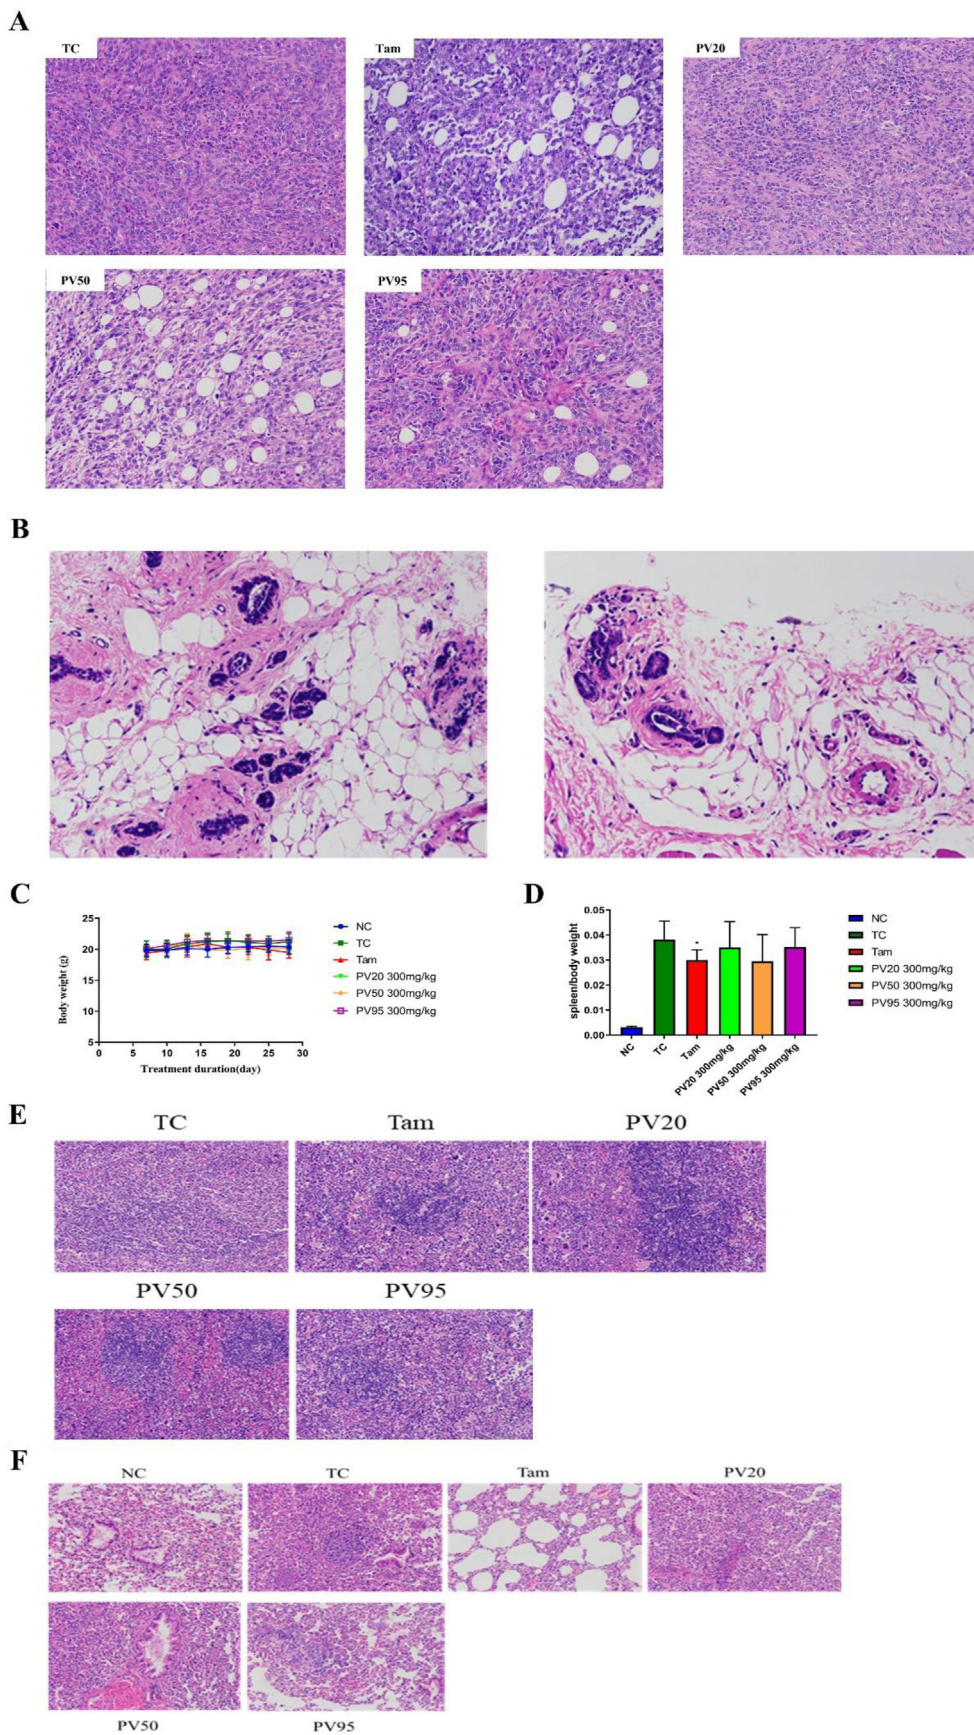 A
TC
Tam
PV20
PV50
PV95
B
C
25
20
15
10
5
0
5
10
15
20
25
30
Body weight (g)
Treatment duration(day)
NC
TC
Tam
PV20 300mg/kg
PV50 300mg/kg
PV95 300mg/kg
D
0.05
0.04
0.03
0.02
0.01
0.00
spleen/body weight
*
NC
TC
Tam
PV20 300mg/kg
PV50 300mg/kg
PV95 300mg/kg
NC
TC
Tam
PV20 300mg/kg
PV50 300mg/kg
PV95 300mg/kg
E
TC
Tam
PV20
PV50
PV95
F
NC
TC
Tam
PV20
PV50
PV95